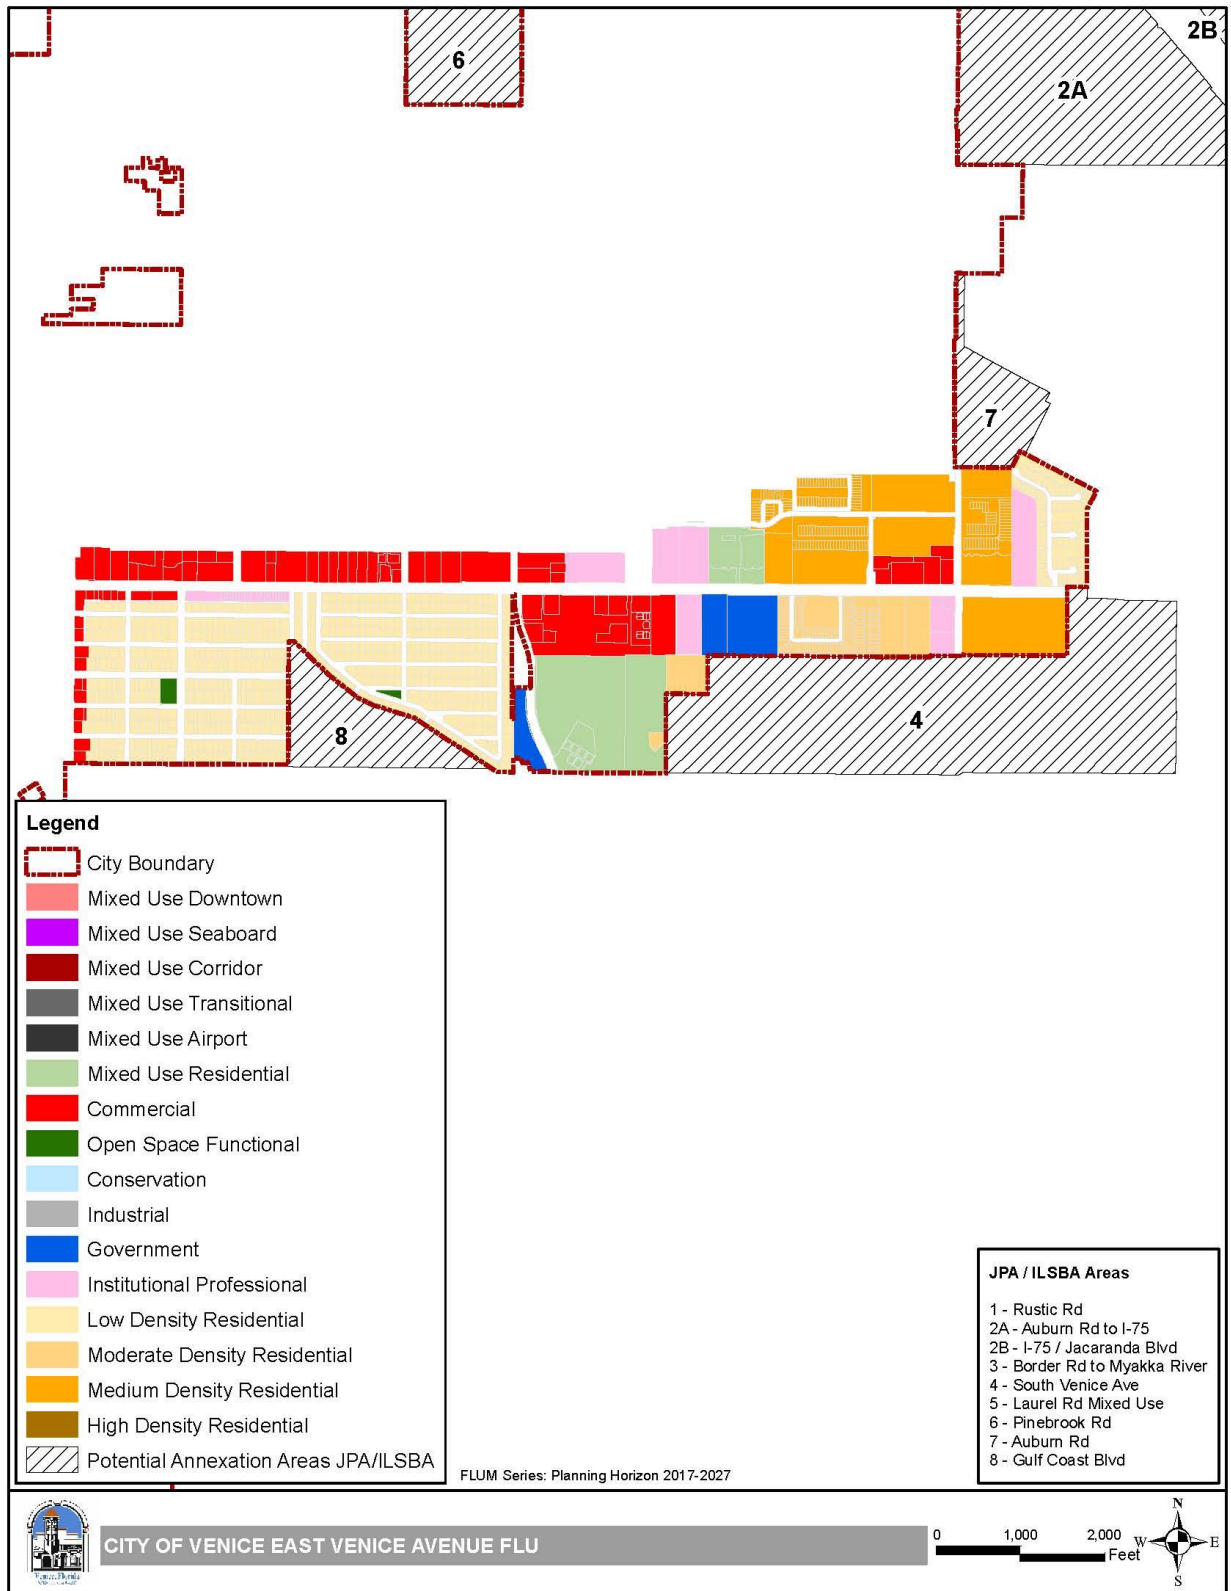 2B
6
2A
7
4
8
Legend
City Boundary
Mixed Use Downtown
Mixed Use Seaboard
Mixed Use Corridor
Mixed Use Transitional
Mixed Use Airport
Mixed Use Residential
Commercial
Open Space Functional
Conservation
Industrial
Government
Institutional Professional
Low Density Residential
Moderate Density Residential
Medium Density Residential
High Density Residential
Potential Annexation Areas JPA/ILSBA
FLUM Series: Planning Horizon 2017-2027
JPA / ILSBA Areas
1 - Rustic Rd
2A - Auburn Rd to I-75
2B - I-75 / Jacaranda Blvd
3 - Border Rd to Myakka River
4 - South Venice Ave
5 - Laurel Rd Mixed Use
6 - Pinebrook Rd
7 - Auburn Rd
8 - Gulf Coast Blvd
Venice, Florida
CITY OF VENICE EAST VENICE AVENUE FLU
0 1,000 2,000
Feet
N
W E
S